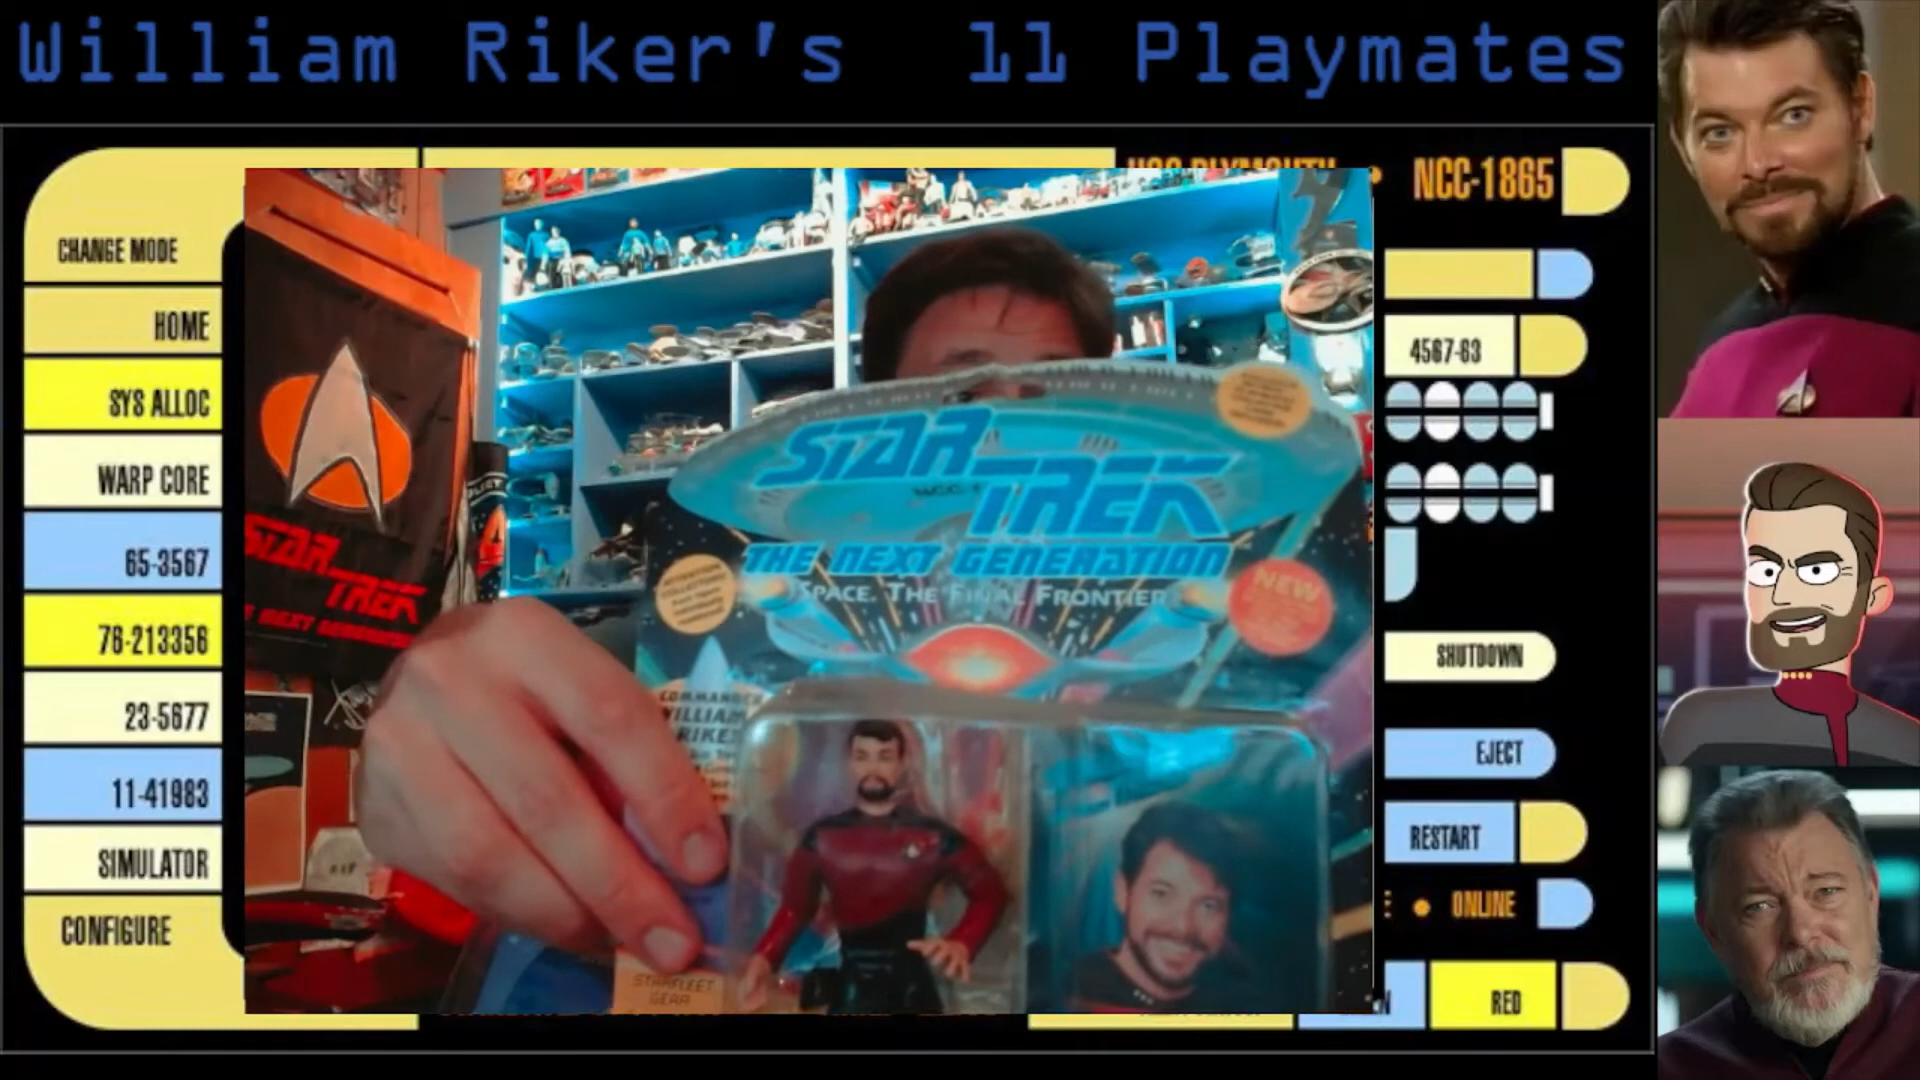 William Riker's 11 Playmates
NCC-1865
CHANGE MODE
HOME
SYS ALLOC
WARP CORE
65-3567
76-213356
23-5677
11-41983
SIMULATOR
CONFIGURE
4567-63
SHUTDOWN
EJECT
RESTART
ONLINE
RED
STAR TREK
STAR
TREK
THE NEXT GENERATION
SPACE. THE FINAL FRONTIER
NEW
COMMANDER
WILLIAM
RIKER
STARFLEET
GEAR